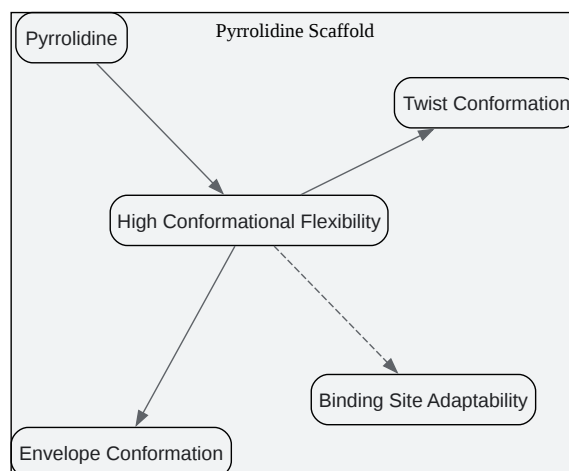 Pyrrolidine Scaffold
Pyrrolidine
Twist Conformation
High Conformational Flexibility
Binding Site Adaptability
Envelope Conformation